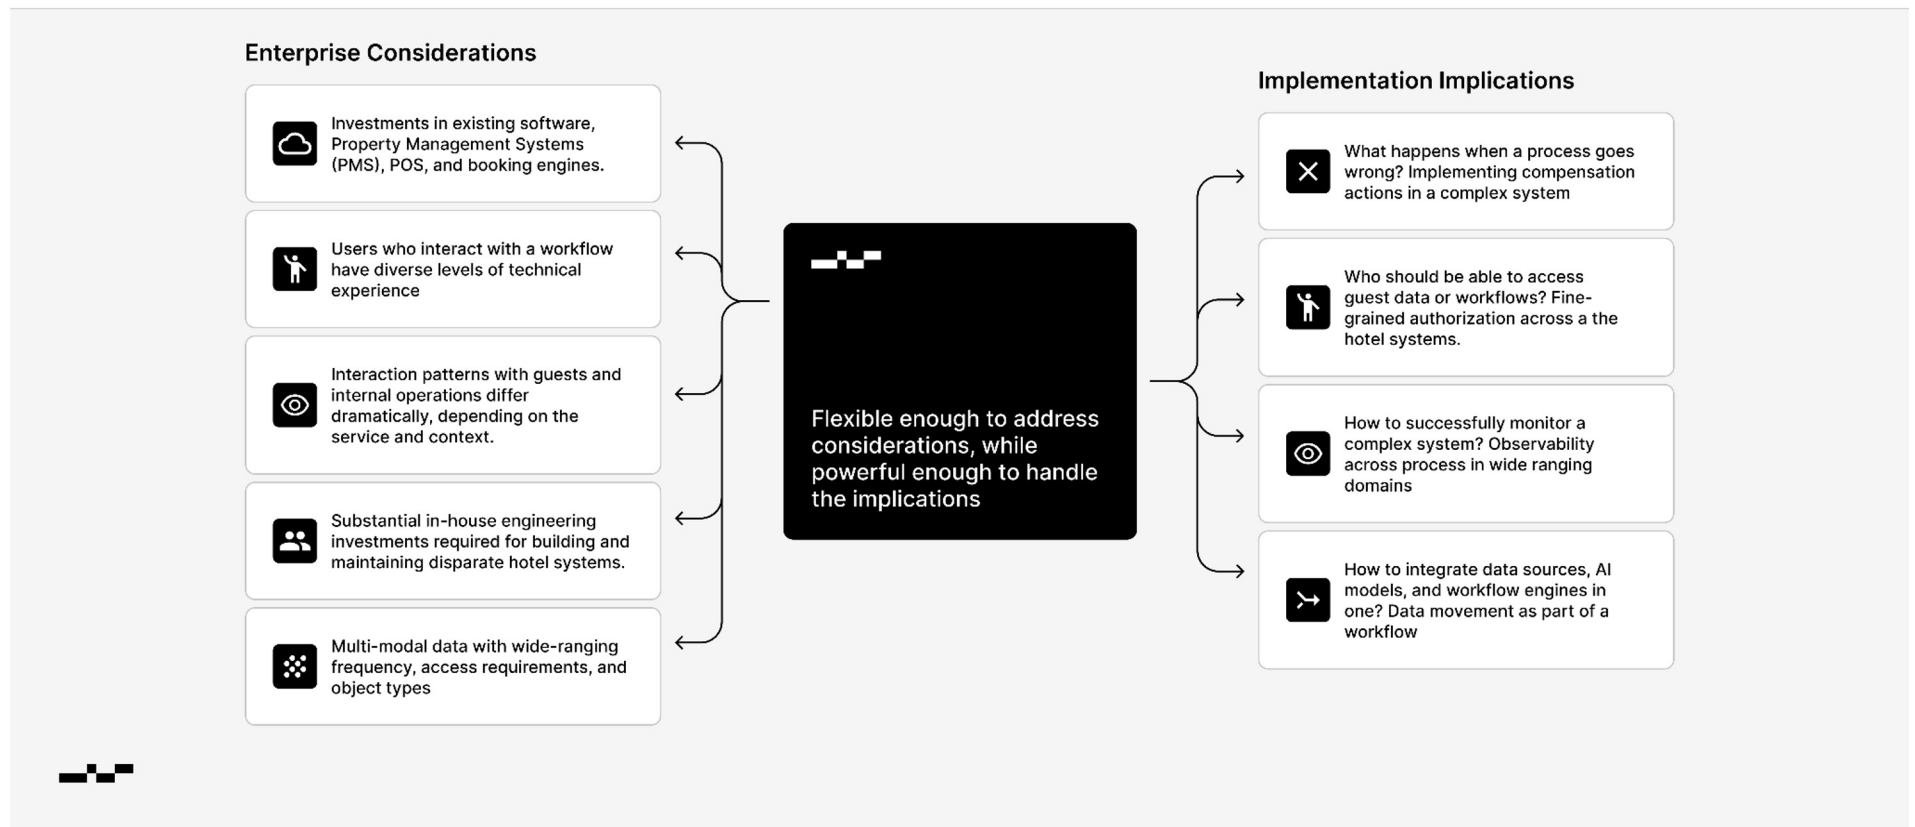 Enterprise Considerations
Investments in existing software,
Property Management Systems
(PMS), POS, and booking engines.
Users who interact with a workflow
have diverse levels of technical
experience
Interaction patterns with guests and
internal operations differ
dramatically, depending on the
service and context.
Substantial in-house engineering
investments required for building and
maintaining disparate hotel systems.
Multi-modal data with wide-ranging
frequency, access requirements, and
object types
Flexible enough to address
considerations, while
powerful enough to handle
the implications
Implementation Implications
What happens when a process goes
wrong? Implementing compensation
actions in a complex system
Who should be able to access
guest data or workflows? Fine-
grained authorization across a the
hotel systems.
How to successfully monitor a
complex system? Observability
across process in wide ranging
domains
How to integrate data sources, AI
models, and workflow engines in
one? Data movement as part of a
workflow